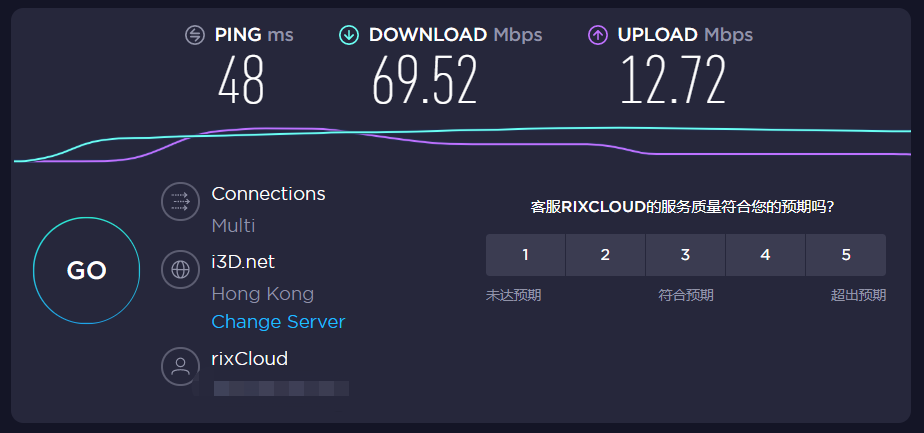 PING ms
48
DOWNLOAD Mbps
69.52
UPLOAD Mbps
12.72
GO
Connections
Multi
i3D.net
Hong Kong
Change Server
rixCloud
客服RIXCLOUD的服务质量符合您的预期吗?
1 2 3 4 5
未达预期 符合预期 超出预期